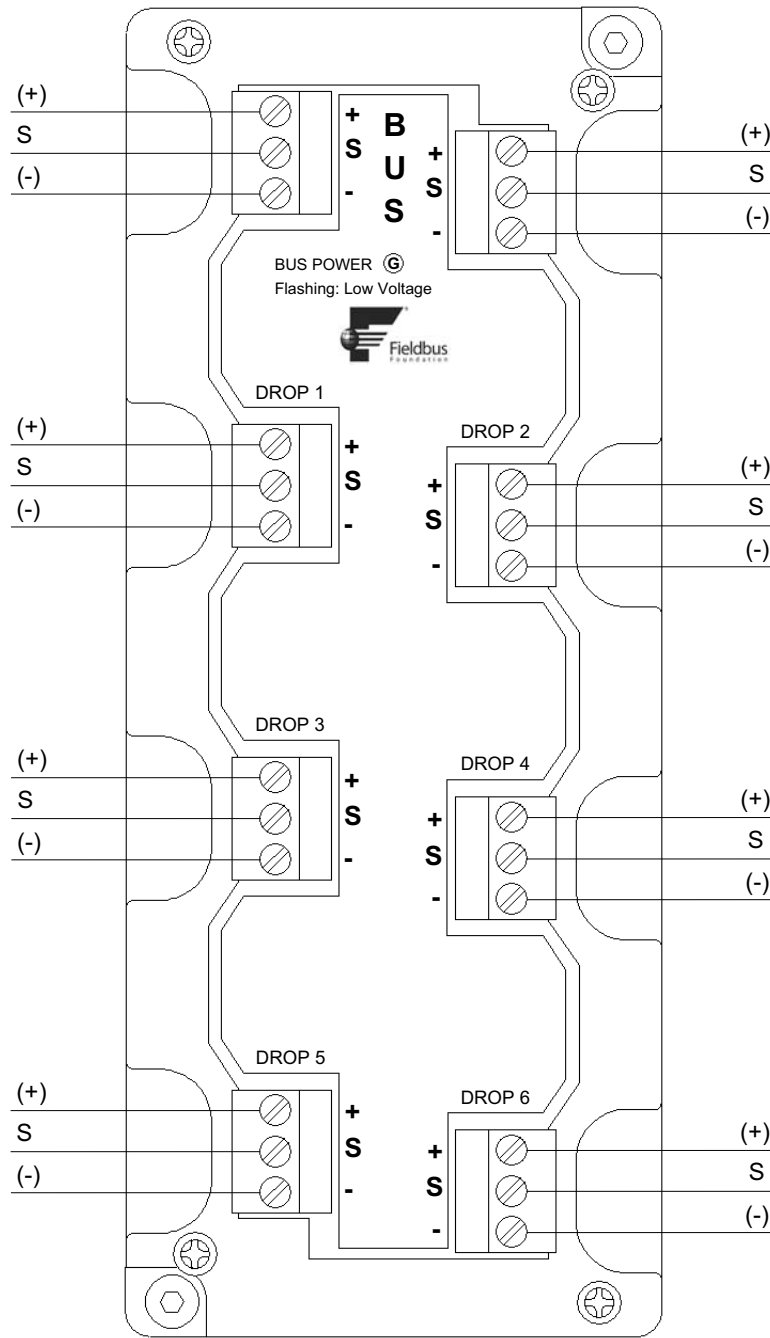 (+)
S
(-)
+
S
-
B
U
S
+
S
-
(+)
S
(-)
BUS POWER G
Flashing: Low Voltage
Fieldbus
Foundation
DROP 1
(+)
S
(-)
+
S
-
DROP 2
+
S
-
(+)
S
(-)
DROP 3
(+)
S
(-)
+
S
-
DROP 4
+
S
-
(+)
S
(-)
DROP 5
(+)
S
(-)
+
S
-
DROP 6
+
S
-
(+)
S
(-)